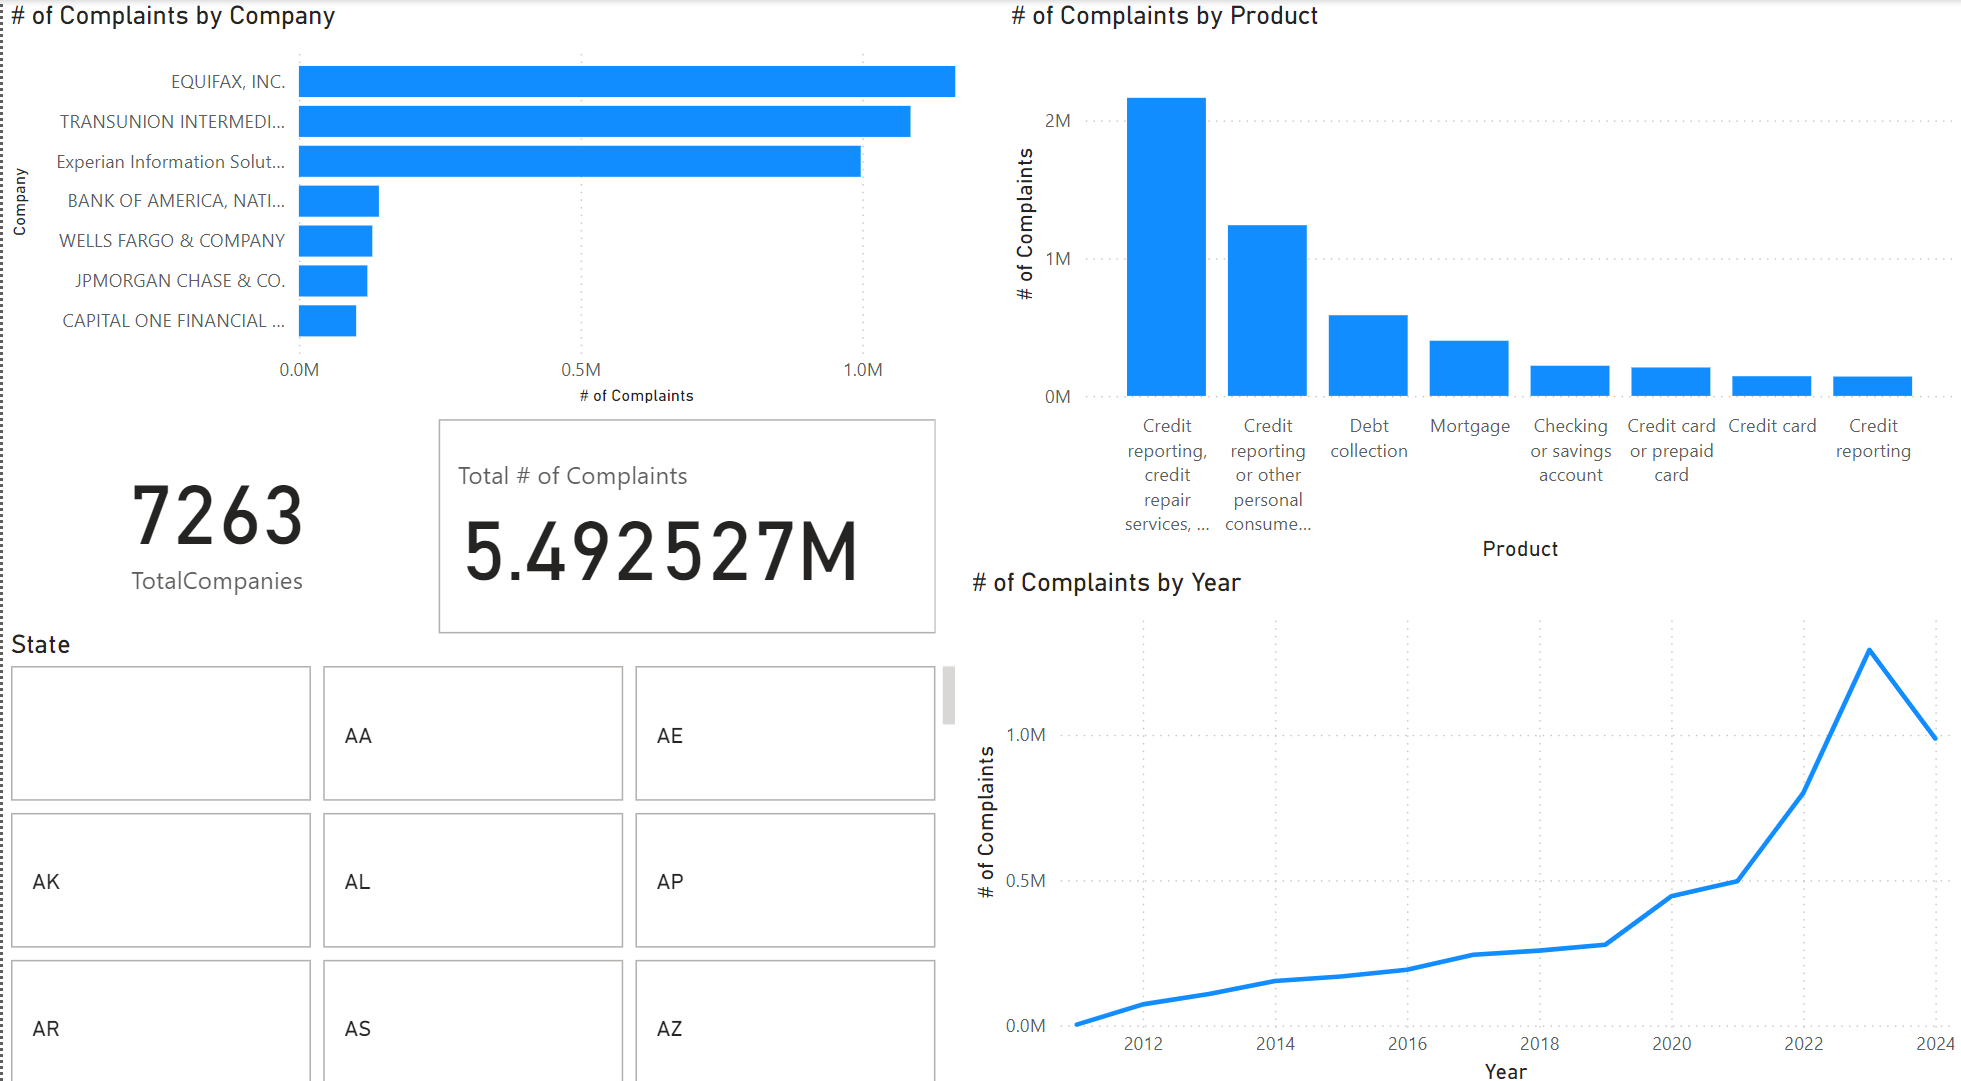 # of Complaints by Company
Company
EQUIFAX, INC.
TRANSUNION INTERMEDI...
Experian Information Solut...
BANK OF AMERICA, NATI...
WELLS FARGO & COMPANY
JPMORGAN CHASE & CO.
CAPITAL ONE FINANCIAL ...
0.0M 0.5M 1.0M
# of Complaints
7263
TotalCompanies
Total # of Complaints
5.492527M
State
AA AE
AK AL AP
AR AS AZ
# of Complaints by Product
# of Complaints
2M
1M
0M
Credit
reporting,
credit
repair
services, ...
Credit
reporting
or other
personal
consume...
Debt
collection
Mortgage
Checking
or savings
account
Credit card
or prepaid
card
Credit card
Credit
reporting
Product
# of Complaints by Year
# of Complaints
1.0M
0.5M
0.0M
2012 2014 2016 2018 2020 2022 2024
Year